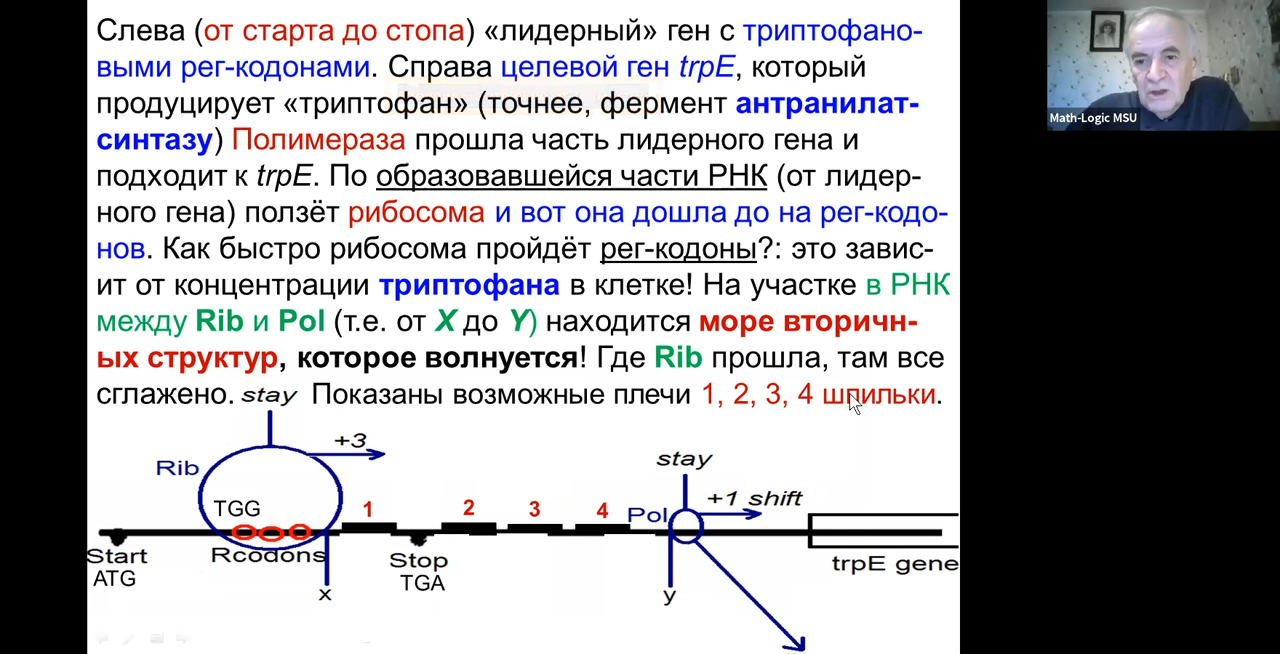 Слева (от старта до стопа) «лидерный» ген с триптофано-
выми рег-кодонами. Справа целевой ген trpE, который
продуцирует «триптофан» (точнее, фермент антранилат-
синтазу) Полимераза прошла часть лидерного гена и
подходит к trpE. По образовавшейся части РНК (от лидер-
ного гена) ползёт рибосома и вот она дошла до на рег-кодо-
нов. Как быстро рибосома пройдёт рег-кодоны?: это завис-
ит от концентрации триптофана в клетке! На участке в РНК
между Rib и Pol (т.е. от X до Y) находится море вторичн-
ых структур, которое волнуется! Где Rib прошла, там все
сглажено. Показаны возможные плечи 1, 2, 3, 4 шпильки.
stay
+3
Rib
stay
TGG
1
2
3
4
Pol
+1 shift
Start
Rcodons
Stop
trpE gene
ATG
TGA
x
y
Math-Logic MSU